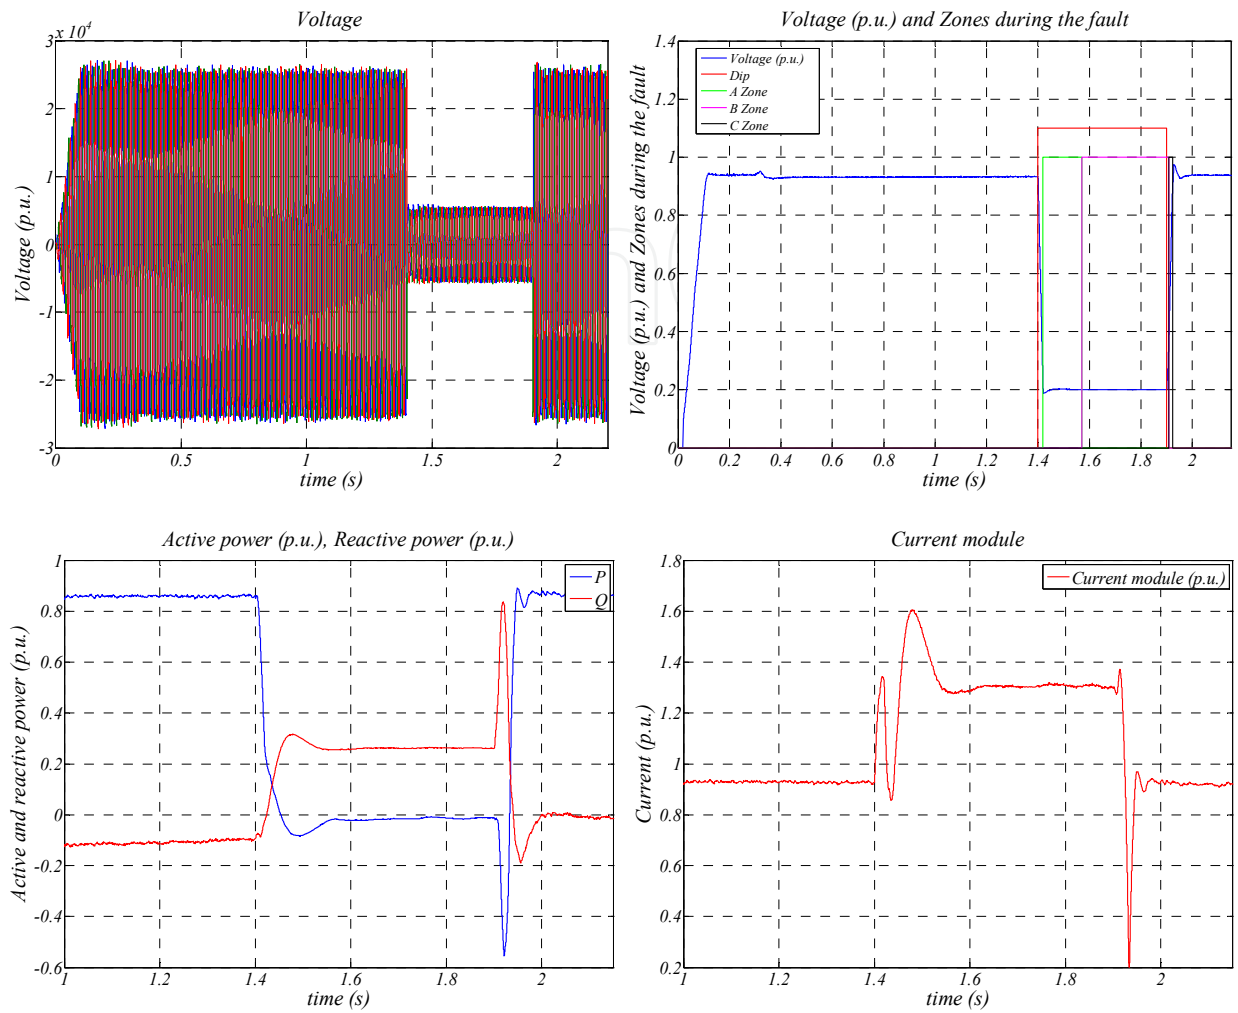 Voltage
x 10⁴
Voltage (p.u.)
3
2
1
0
-1
-2
-3
0 0.5 1 1.5 2
time (s)
Voltage (p.u.) and Zones during the fault
Voltage (p.u.) and Zones during the fault
1.4
1.2
1
0.8
0.6
0.4
0.2
0
Voltage (p.u.)
Dip
A Zone
B Zone
C Zone
0 0.2 0.4 0.6 0.8 1 1.2 1.4 1.6 1.8 2
time (s)
Active power (p.u.), Reactive power (p.u.)
Active and reactive power (p.u.)
1
0.8
0.6
0.4
0.2
0
-0.2
-0.4
-0.6
P
Q
1 1.2 1.4 1.6 1.8 2
time (s)
Current module
Current (p.u.)
1.8
1.6
1.4
1.2
1
0.8
0.6
0.4
0.2
Current module (p.u.)
1 1.2 1.4 1.6 1.8 2
time (s)